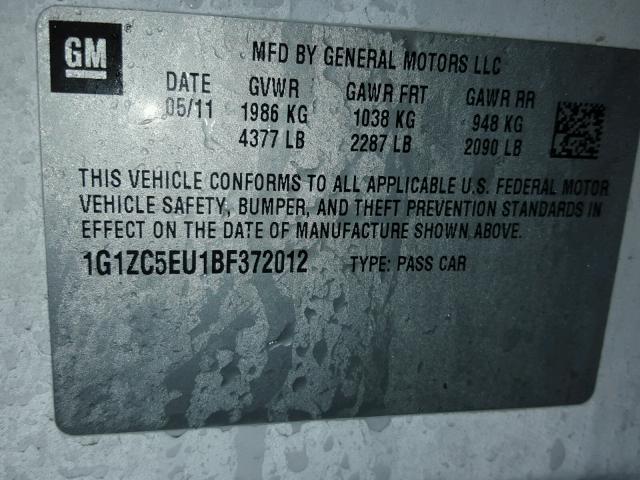 GM
MFD BY GENERAL MOTORS LLC
DATE GVWR GAWR FRT GAWR RR
05/11 1986 KG 1038 KG 948 KG
4377 LB 2287 LB 2090 LB
THIS VEHICLE CONFORMS TO ALL APPLICABLE U.S. FEDERAL MOTOR
VEHICLE SAFETY, BUMPER, AND THEFT PREVENTION STANDARDS IN
EFFECT ON THE DATE OF MANUFACTURE SHOWN ABOVE.
1G1ZC5EU1BF372012 TYPE: PASS CAR